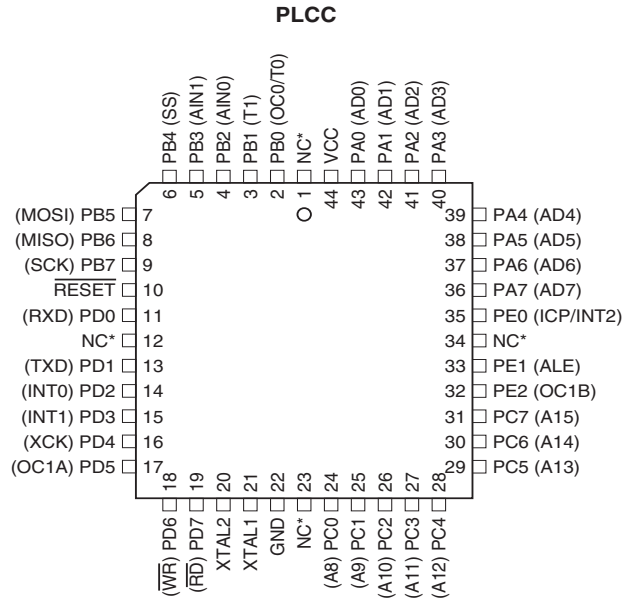 PLCC
PB4 (SS)
PB3 (AIN1)
PB2 (AIN0)
PB1 (T1)
PB0 (OC0/T0)
NC*
VCC
PA0 (AD0)
PA1 (AD1)
PA2 (AD2)
PA3 (AD3)
6
5
4
3
2
1
44
43
42
41
40
(MOSI) PB5 7
(MISO) PB6 8
(SCK) PB7 9
RESET 10
(RXD) PD0 11
NC* 12
(TXD) PD1 13
(INT0) PD2 14
(INT1) PD3 15
(XCK) PD4 16
(OC1A) PD5 17
39 PA4 (AD4)
38 PA5 (AD5)
37 PA6 (AD6)
36 PA7 (AD7)
35 PE0 (ICP/INT2)
34 NC*
33 PE1 (ALE)
32 PE2 (OC1B)
31 PC7 (A15)
30 PC6 (A14)
29 PC5 (A13)
18
19
20
21
22
23
24
25
26
27
28
(WR) PD6
(RD) PD7
XTAL2
XTAL1
GND
NC*
(A8) PC0
(A9) PC1
(A10) PC2
(A11) PC3
(A12) PC4